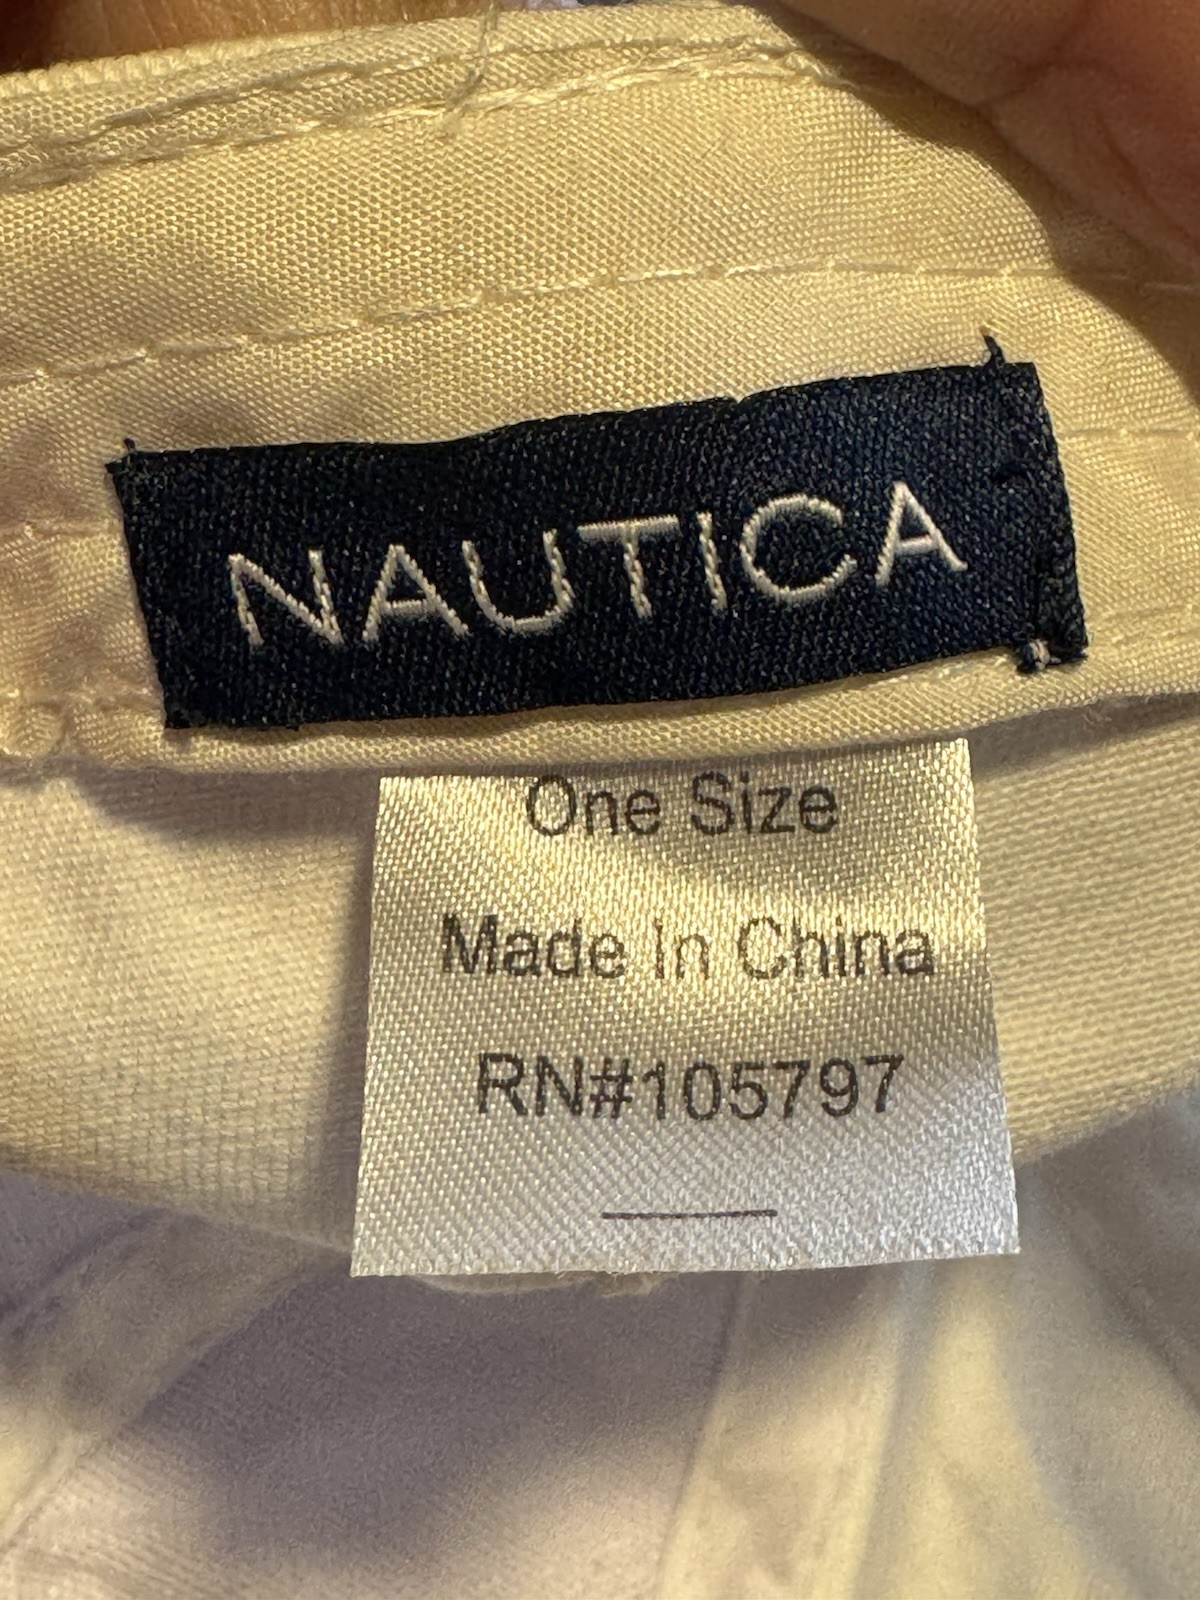 NAUTICA
One Size
Made In China
RN#105797